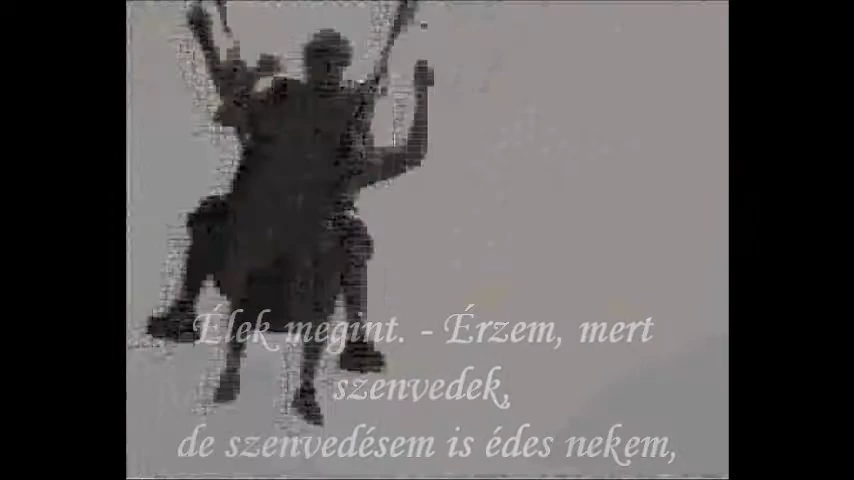 Élek megint. - Érzem, mert
szenvedek,
de szenvedésem is édes nekem,